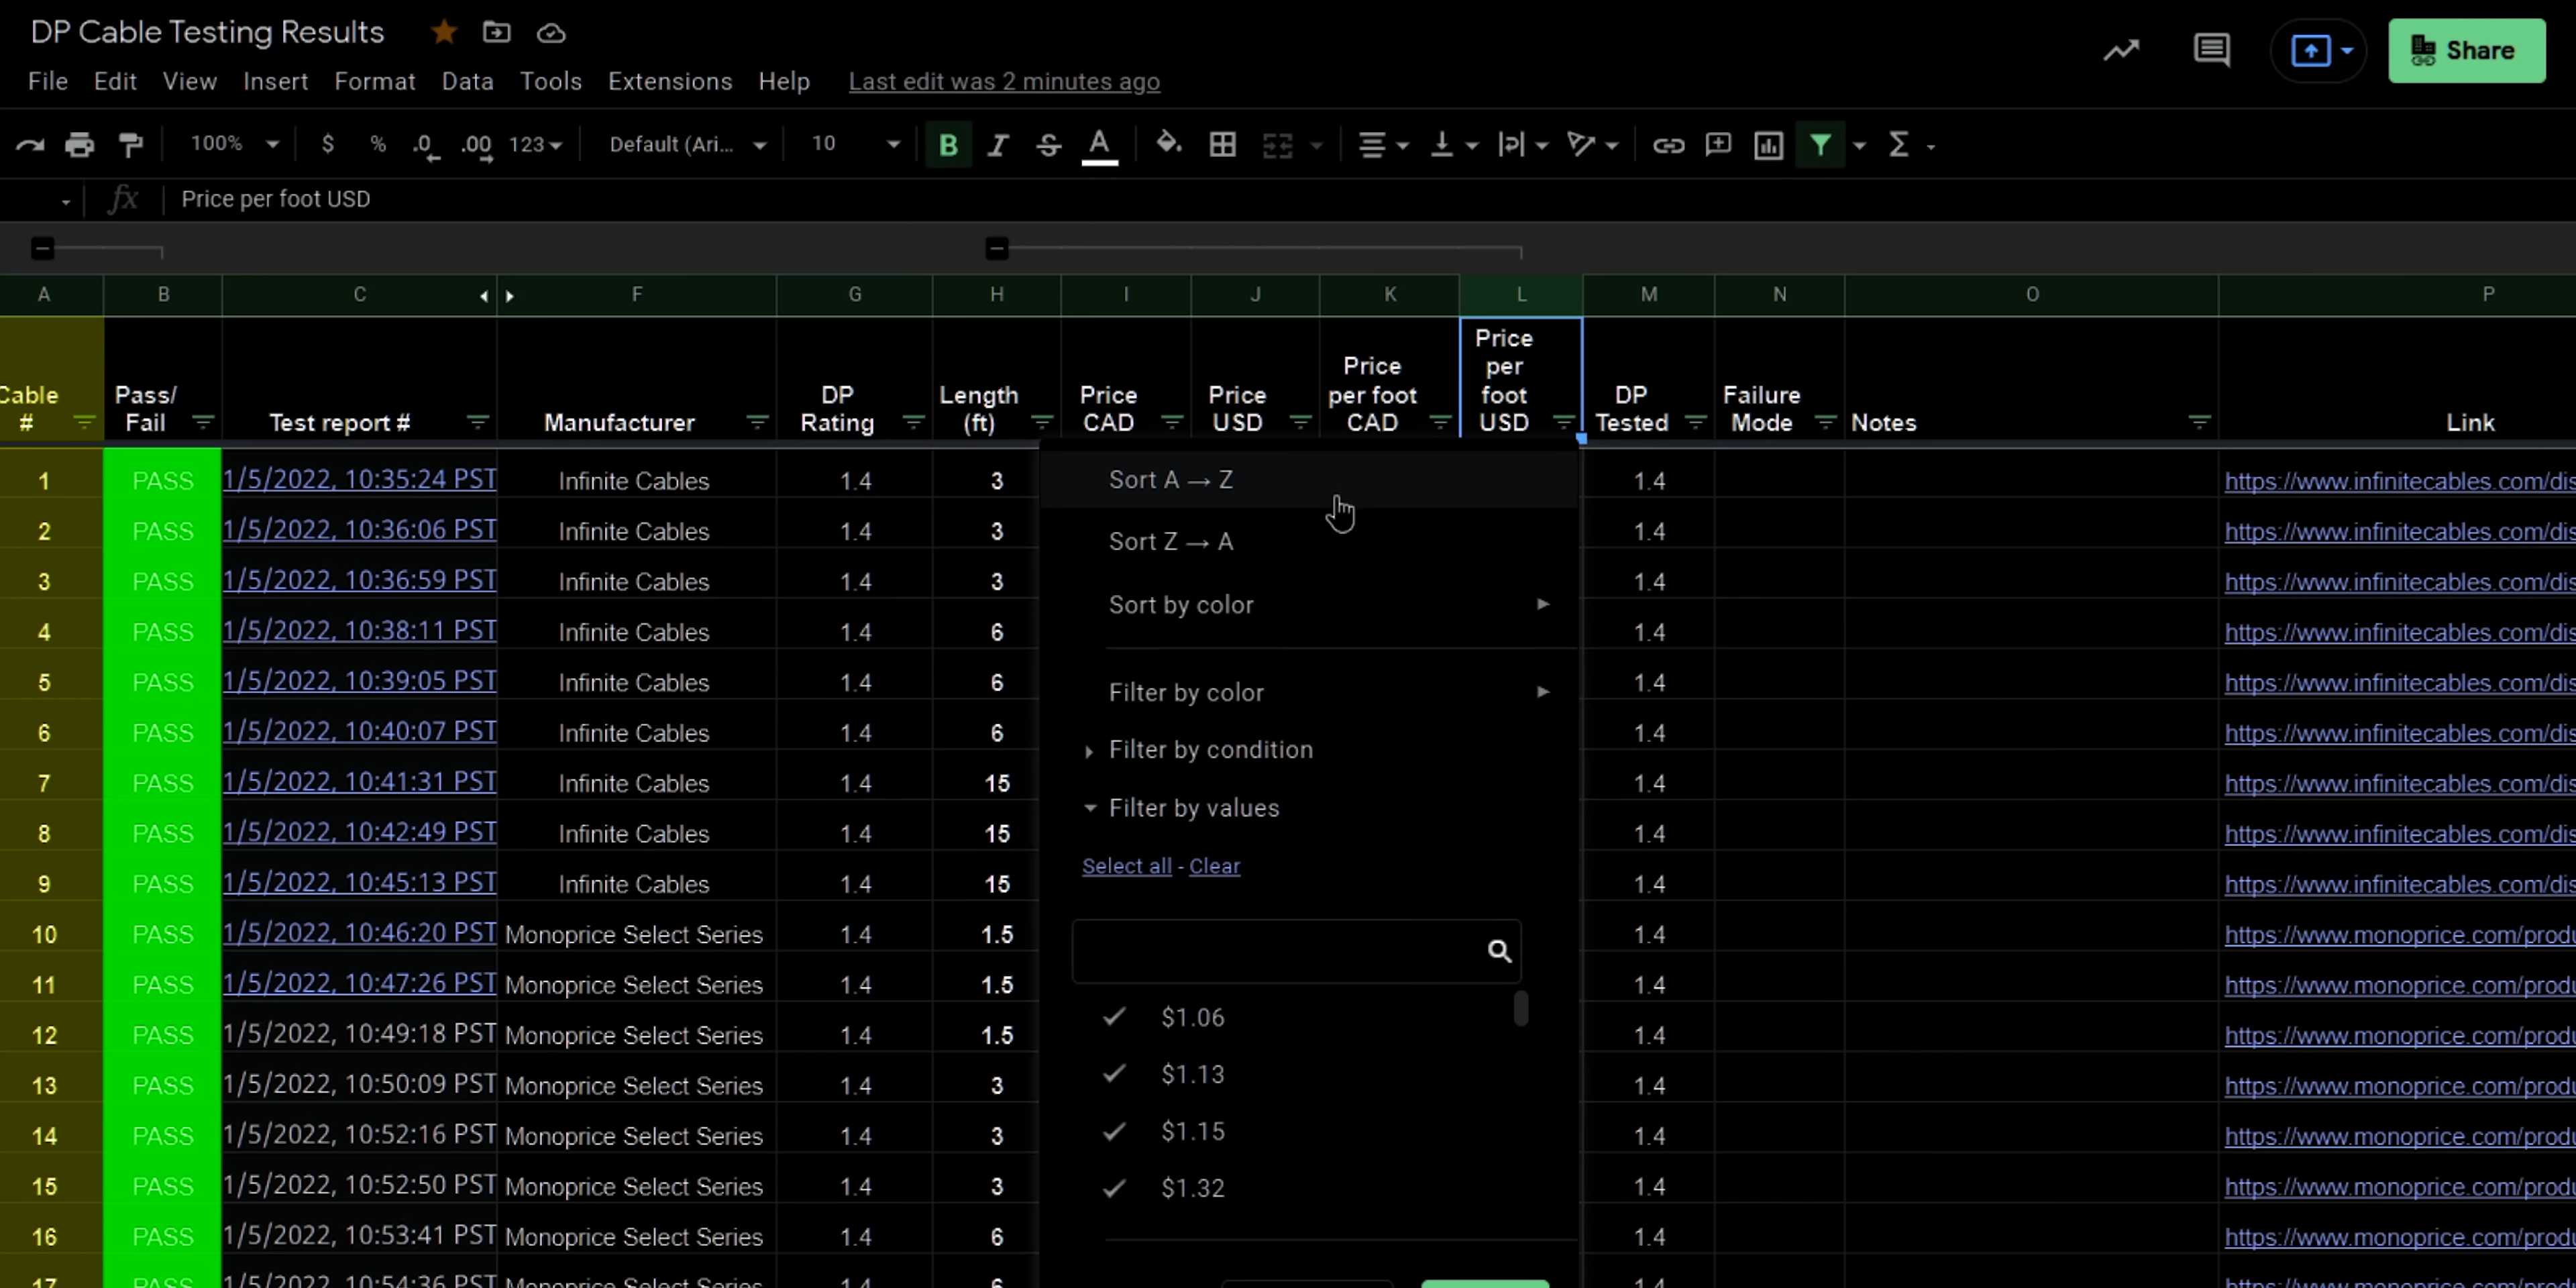 DP Cable Testing Results
Share
File Edit View Insert Format Data Tools Extensions Help Last edit was 2 minutes ago
100% $ % .0 .00 123 Default (Ari... 10 B I S A Σ
fx Price per foot USD
A B C F G H I J K L M N O P
Cable # Pass/ Fail Test report # Manufacturer DP Rating Length (ft) Price CAD Price USD Price per foot CAD Price per foot USD DP Tested Failure Mode Notes Link
1 PASS 1/5/2022, 10:35:24 PST Infinite Cables 1.4 3 1.4 https://www.infinitecables.com/dis
2 PASS 1/5/2022, 10:36:06 PST Infinite Cables 1.4 3 1.4 https://www.infinitecables.com/dis
3 PASS 1/5/2022, 10:36:59 PST Infinite Cables 1.4 3 1.4 https://www.infinitecables.com/dis
4 PASS 1/5/2022, 10:38:11 PST Infinite Cables 1.4 6 1.4 https://www.infinitecables.com/dis
5 PASS 1/5/2022, 10:39:05 PST Infinite Cables 1.4 6 1.4 https://www.infinitecables.com/dis
6 PASS 1/5/2022, 10:40:07 PST Infinite Cables 1.4 6 1.4 https://www.infinitecables.com/dis
7 PASS 1/5/2022, 10:41:31 PST Infinite Cables 1.4 15 1.4 https://www.infinitecables.com/dis
8 PASS 1/5/2022, 10:42:49 PST Infinite Cables 1.4 15 1.4 https://www.infinitecables.com/dis
9 PASS 1/5/2022, 10:45:13 PST Infinite Cables 1.4 15 1.4 https://www.infinitecables.com/dis
10 PASS 1/5/2022, 10:46:20 PST Monoprice Select Series 1.4 1.5 1.4 https://www.monoprice.com/produ
11 PASS 1/5/2022, 10:47:26 PST Monoprice Select Series 1.4 1.5 1.4 https://www.monoprice.com/produ
12 PASS 1/5/2022, 10:49:18 PST Monoprice Select Series 1.4 1.5 1.4 https://www.monoprice.com/produ
13 PASS 1/5/2022, 10:50:09 PST Monoprice Select Series 1.4 3 1.4 https://www.monoprice.com/produ
14 PASS 1/5/2022, 10:52:16 PST Monoprice Select Series 1.4 3 1.4 https://www.monoprice.com/produ
15 PASS 1/5/2022, 10:52:50 PST Monoprice Select Series 1.4 3 1.4 https://www.monoprice.com/produ
16 PASS 1/5/2022, 10:53:41 PST Monoprice Select Series 1.4 6 1.4 https://www.monoprice.com/produ
17 PASS 1/5/2022, 10:54:36 PST Monoprice Select Series 1.4 6 1.4 https://www.monoprice.com/produ
Sort A → Z
Sort Z → A
Sort by color
Filter by color
Filter by condition
Filter by values
Select all - Clear
$1.06
$1.13
$1.15
$1.32